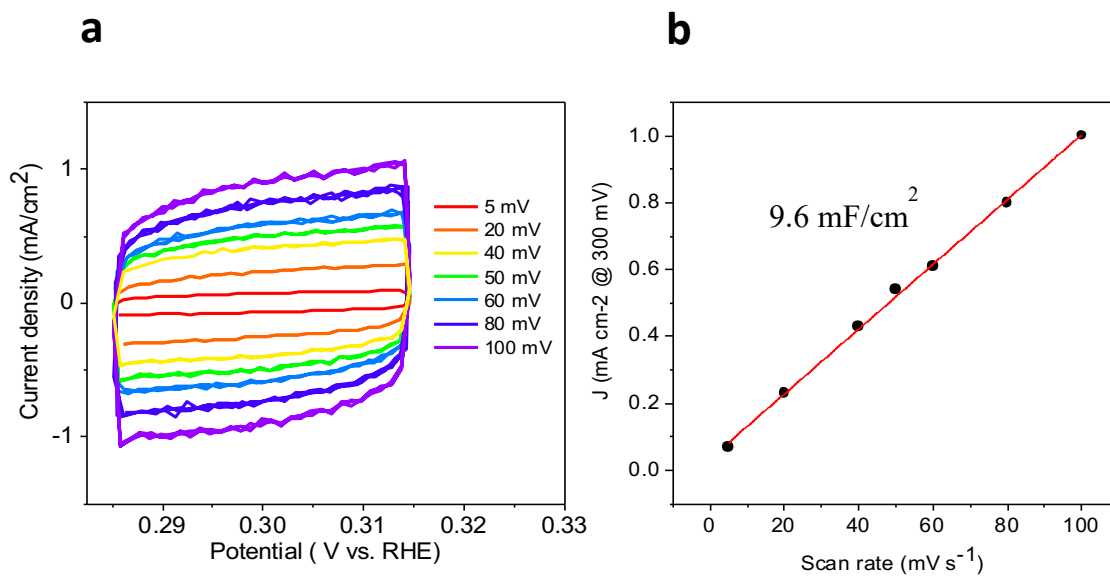 a
Current density (mA/cm2)
1
0
-1
0.29
0.30
0.31
0.32
0.33
Potential ( V vs. RHE)
5 mV
20 mV
40 mV
50 mV
60 mV
80 mV
100 mV
b
J (mA cm-2 @ 300 mV)
1.0
0.8
0.6
0.4
0.2
0.0
9.6 mF/cm2
0
20
40
60
80
100
Scan rate (mV s-1)